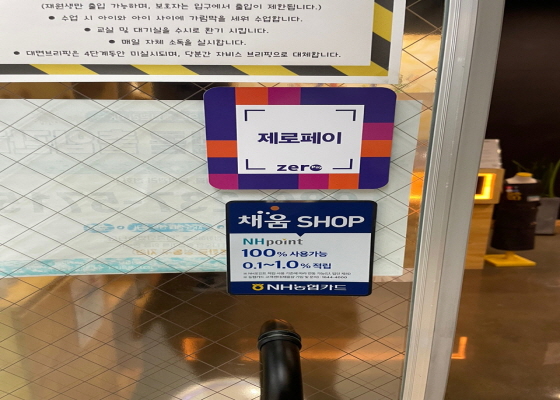 (재원생만 출입 가능하며, 보호자는 입구에서 출입이 제한됩니다.)
● 수업 시 아이와 아이 사이에 가림막을 세워 수업합니다.
● 교실 및 대기실을 수시로 환기 시킵니다.
● 매일 자체 소독을 실시합니다.
● 대면브리핑은 4단계동안 미실시되며, 당분간 자비스 브리핑으로 대체합니다.
제로페이
zero
채움 SHOP
NHpoint
100% 사용가능
0.1~1.0% 적립
NH농협카드